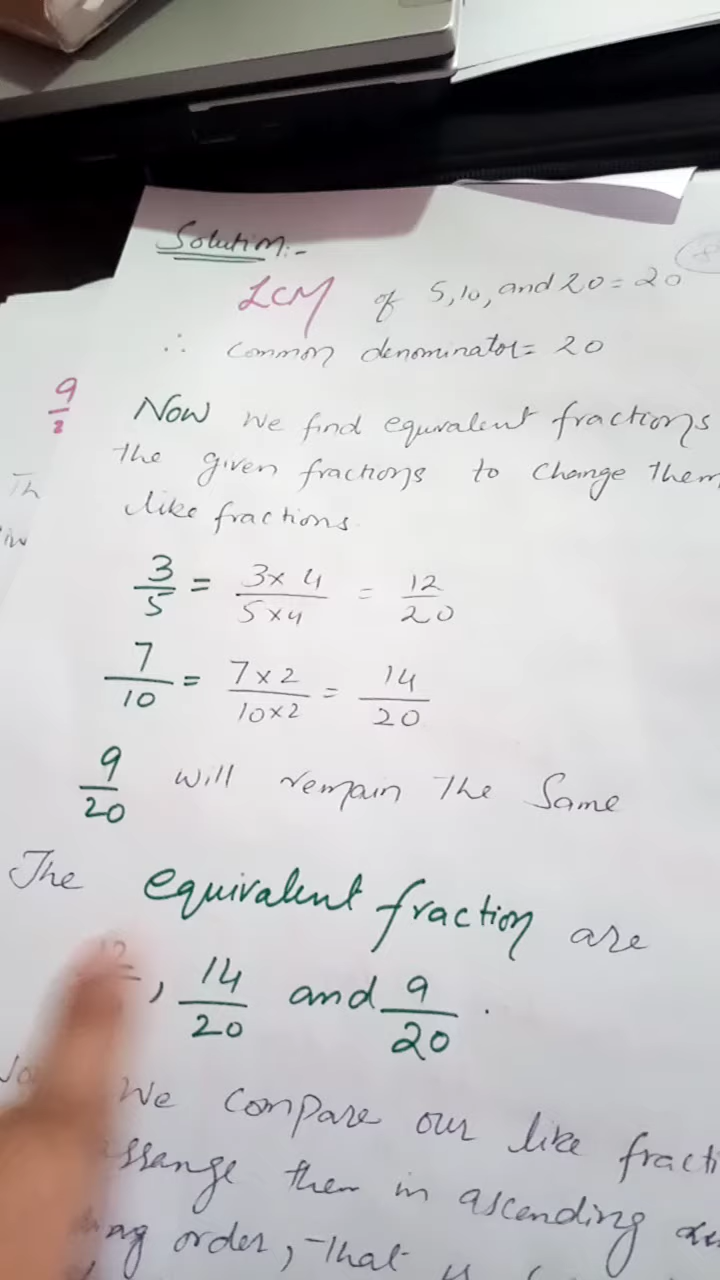 Solution:-
LCM of 5,10, and 20 = 20
∴ common denominator = 20
9/2
Now we find equivalent fractions
The given fractions to change them
like fractions.
3/5 = 3×4/5×4 = 12/20
7/10 = 7×2/10×2 = 14/20
9/20 will remain the same
The equivalent fraction are
, 14/20 and 9/20 .
We compare our like fracti
them in ascending
order, that is